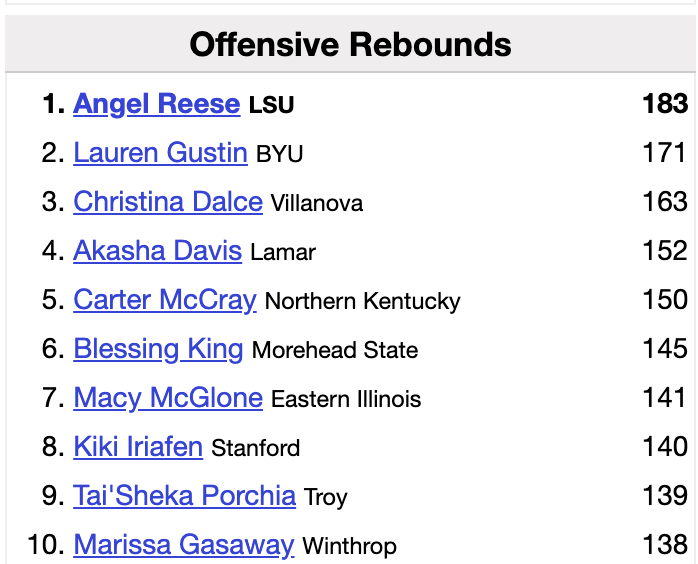 Offensive Rebounds
1. Angel Reese LSU 183
2. Lauren Gustin BYU 171
3. Christina Dalce Villanova 163
4. Akasha Davis Lamar 152
5. Carter McCray Northern Kentucky 150
6. Blessing King Morehead State 145
7. Macy McGlone Eastern Illinois 141
8. Kiki Iriafen Stanford 140
9. Tai'Sheka Porchia Troy 139
10. Marissa Gasaway Winthrop 138